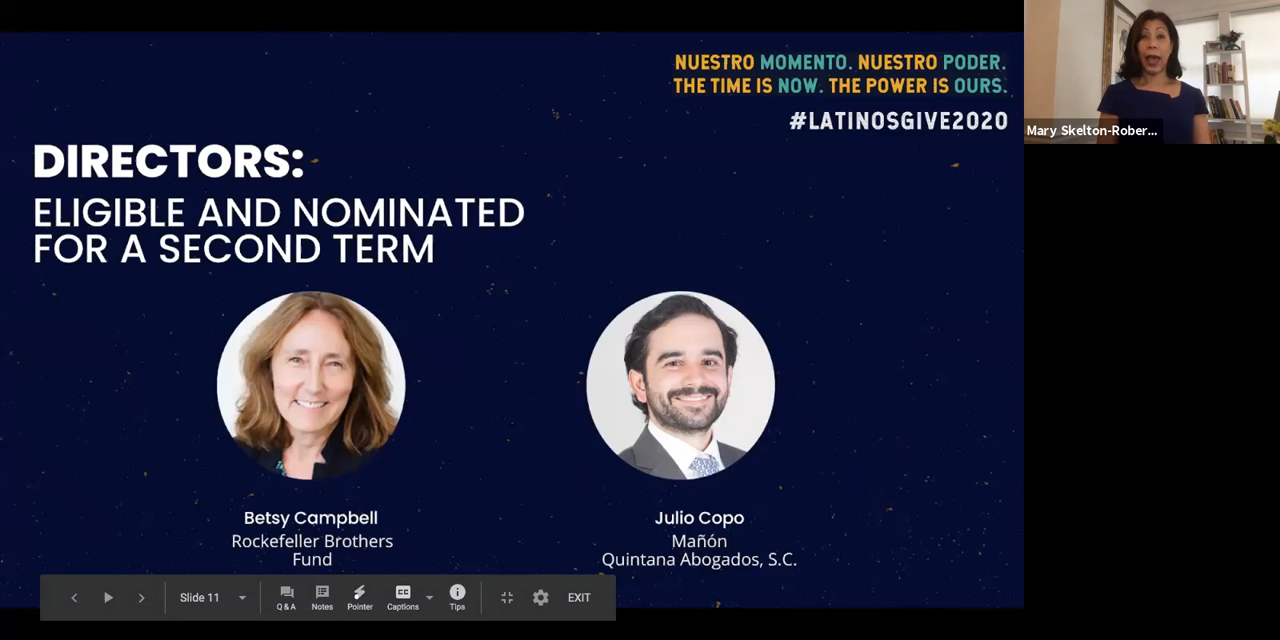 NUESTRO MOMENTO. NUESTRO PODER.
THE TIME IS NOW. THE POWER IS OURS.
#LATINOSGIVE2020
Mary Skelton-Rober...
DIRECTORS:
ELIGIBLE AND NOMINATED
FOR A SECOND TERM
Betsy Campbell
Rockefeller Brothers
Fund
Julio Copo
Mañón
Quintana Abogados, S.C.
Slide 11
Q & A
Notes
Pointer
CC
Captions
Tips
EXIT